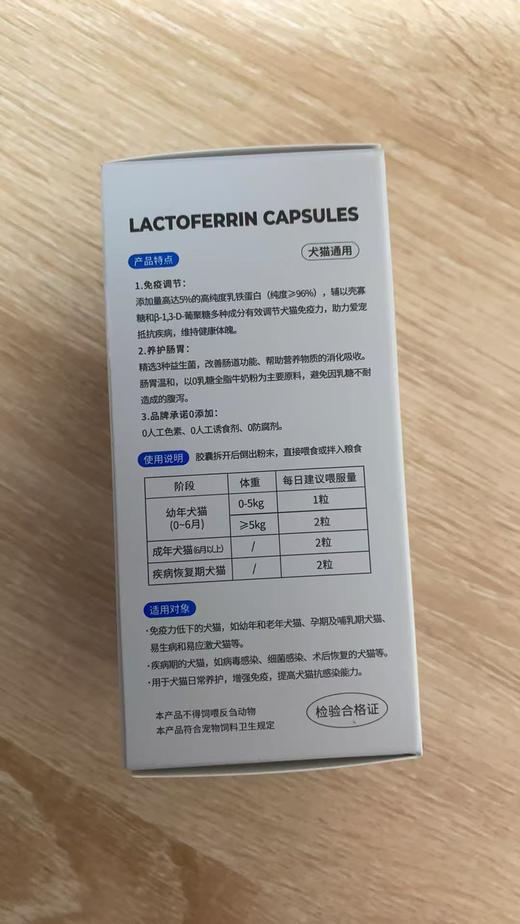 LACTOFERRIN CAPSULES
产品特点
犬猫通用
1.免疫调节：
添加量高达5%的高纯度乳铁蛋白（纯度≥96%），辅以壳寡
糖和β-1,3-D-葡聚糖多种成分有效调节犬猫免疫力，助力爱宠
抵抗疾病，维持健康体魄。
2.养护肠胃：
精选3种益生菌，改善肠道功能、帮助营养物质的消化吸收。
肠胃温和，以0乳糖全脂牛奶粉为主要原料，避免因乳糖不耐
造成的腹泻。
3.品牌承诺0添加：
0人工色素、0人工诱食剂、0防腐剂。
使用说明 胶囊拆开后倒出粉末，直接喂食或拌入粮食
阶段 体重 每日建议喂服量
幼年犬猫 0-5kg 1粒
(0~6月) ≥5kg 2粒
成年犬猫(6月以上) / 2粒
疾病恢复期犬猫 / 2粒
适用对象
·免疫力低下的犬猫，如幼年和老年犬猫、孕期及哺乳期犬猫、
易生病和易应激犬猫等。
·疾病期的犬猫，如病毒感染、细菌感染、术后恢复的犬猫等。
·用于犬猫日常养护，增强免疫，提高犬猫抗感染能力。
本产品不得饲喂反刍动物
本产品符合宠物饲料卫生规定
检验合格证